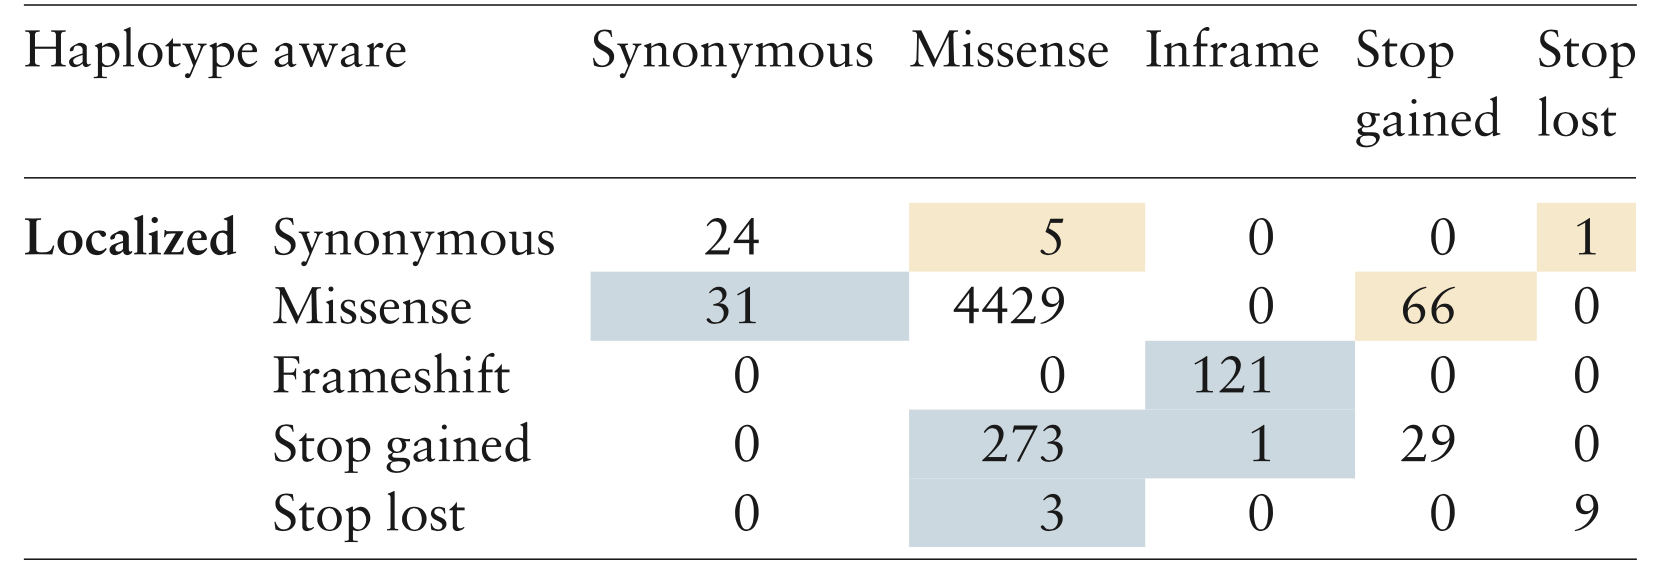 Haplotype aware Synonymous Missense Inframe Stop gained Stop lost
Localized Synonymous 24 5 0 0 1
Missense 31 4429 0 66 0
Frameshift 0 0 121 0 0
Stop gained 0 273 1 29 0
Stop lost 0 3 0 0 9